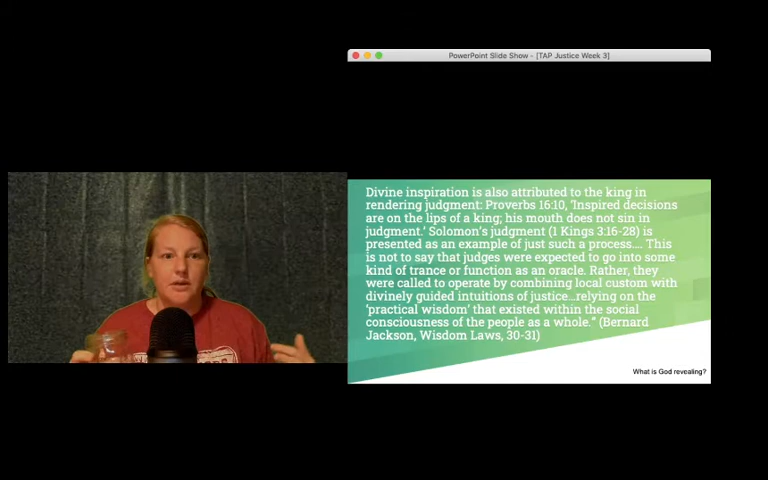 PowerPoint Slide Show - [TAP Justice Week 3]
Divine inspiration is also attributed to the king in
rendering judgment: Proverbs 16:10, ‘Inspired decisions
are on the lips of a king; his mouth does not sin in
judgment.’ Solomon’s judgment (1 Kings 3:16-28) is
presented as an example of just such a process.... This
is not to say that judges were expected to go into some
kind of trance or function as an oracle. Rather, they
were called to operate by combining local custom with
divinely guided intuitions of justice...relying on the
‘practical wisdom’ that existed within the social
consciousness of the people as a whole.” (Bernard
Jackson, Wisdom Laws, 30-31)
What is God revealing?